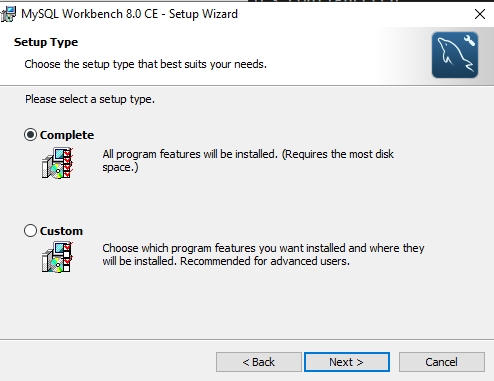 MySQL Workbench 8.0 CE - Setup Wizard
Setup Type
Choose the setup type that best suits your needs.
Please select a setup type.
Complete
All program features will be installed. (Requires the most disk
space.)
Custom
Choose which program features you want installed and where they
will be installed. Recommended for advanced users.
< Back
Next >
Cancel